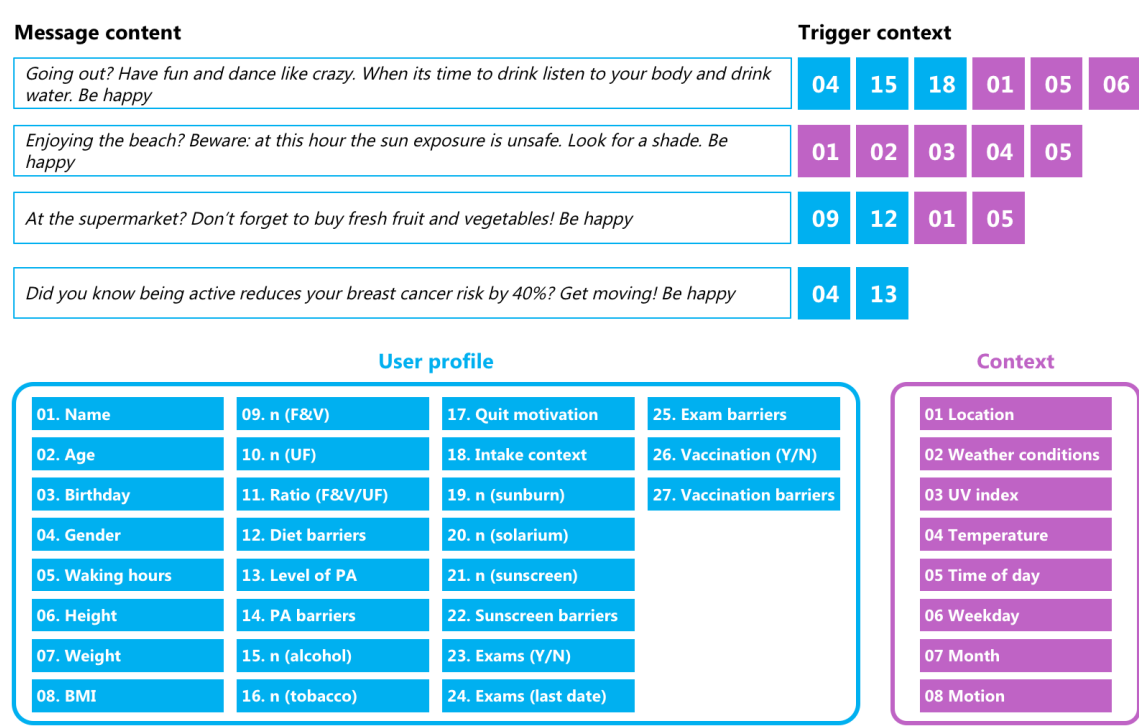 Message content
Trigger context
Going out? Have fun and dance like crazy. When its time to drink listen to your body and drink
water. Be happy
04 15 18 01 05 06
Enjoying the beach? Beware: at this hour the sun exposure is unsafe. Look for a shade. Be
happy
01 02 03 04 05
At the supermarket? Don’t forget to buy fresh fruit and vegetables! Be happy
09 12 01 05
Did you know being active reduces your breast cancer risk by 40%? Get moving! Be happy
04 13
User profile
01. Name
02. Age
03. Birthday
04. Gender
05. Waking hours
06. Height
07. Weight
08. BMI
09. n (F&V)
10. n (UF)
11. Ratio (F&V/UF)
12. Diet barriers
13. Level of PA
14. PA barriers
15. n (alcohol)
16. n (tobacco)
17. Quit motivation
18. Intake context
19. n (sunburn)
20. n (solarium)
21. n (sunscreen)
22. Sunscreen barriers
23. Exams (Y/N)
24. Exams (last date)
25. Exam barriers
26. Vaccination (Y/N)
27. Vaccination barriers
Context
01 Location
02 Weather conditions
03 UV index
04 Temperature
05 Time of day
06 Weekday
07 Month
08 Motion